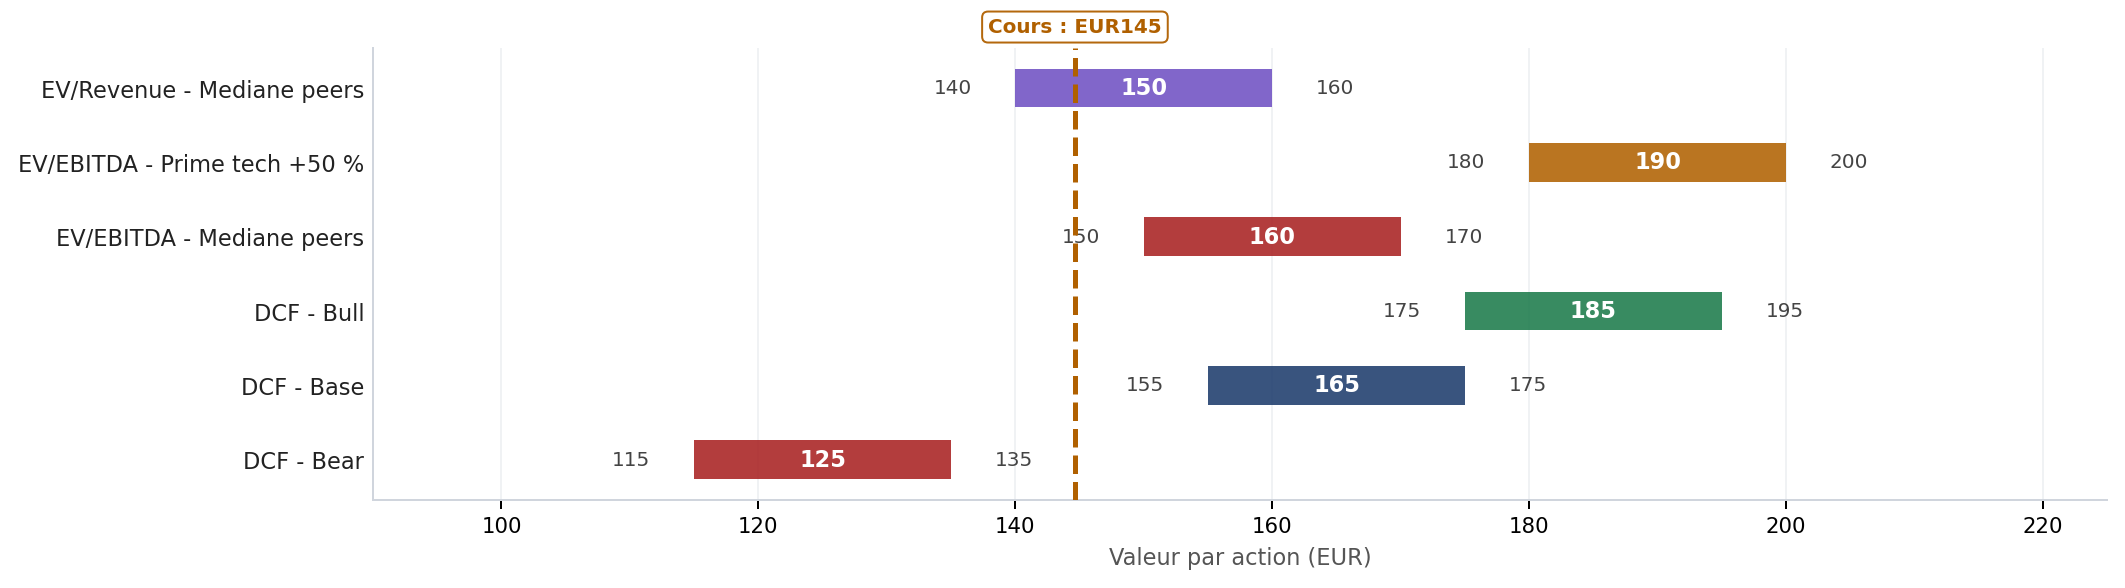 Cours : EUR145
EV/Revenue - Mediane peers 140 150 160
EV/EBITDA - Prime tech +50 % 180 190 200
EV/EBITDA - Mediane peers 150 160 170
DCF - Bull 175 185 195
DCF - Base 155 165 175
DCF - Bear 115 125 135
100 120 140 160 180 200 220
Valeur par action (EUR)